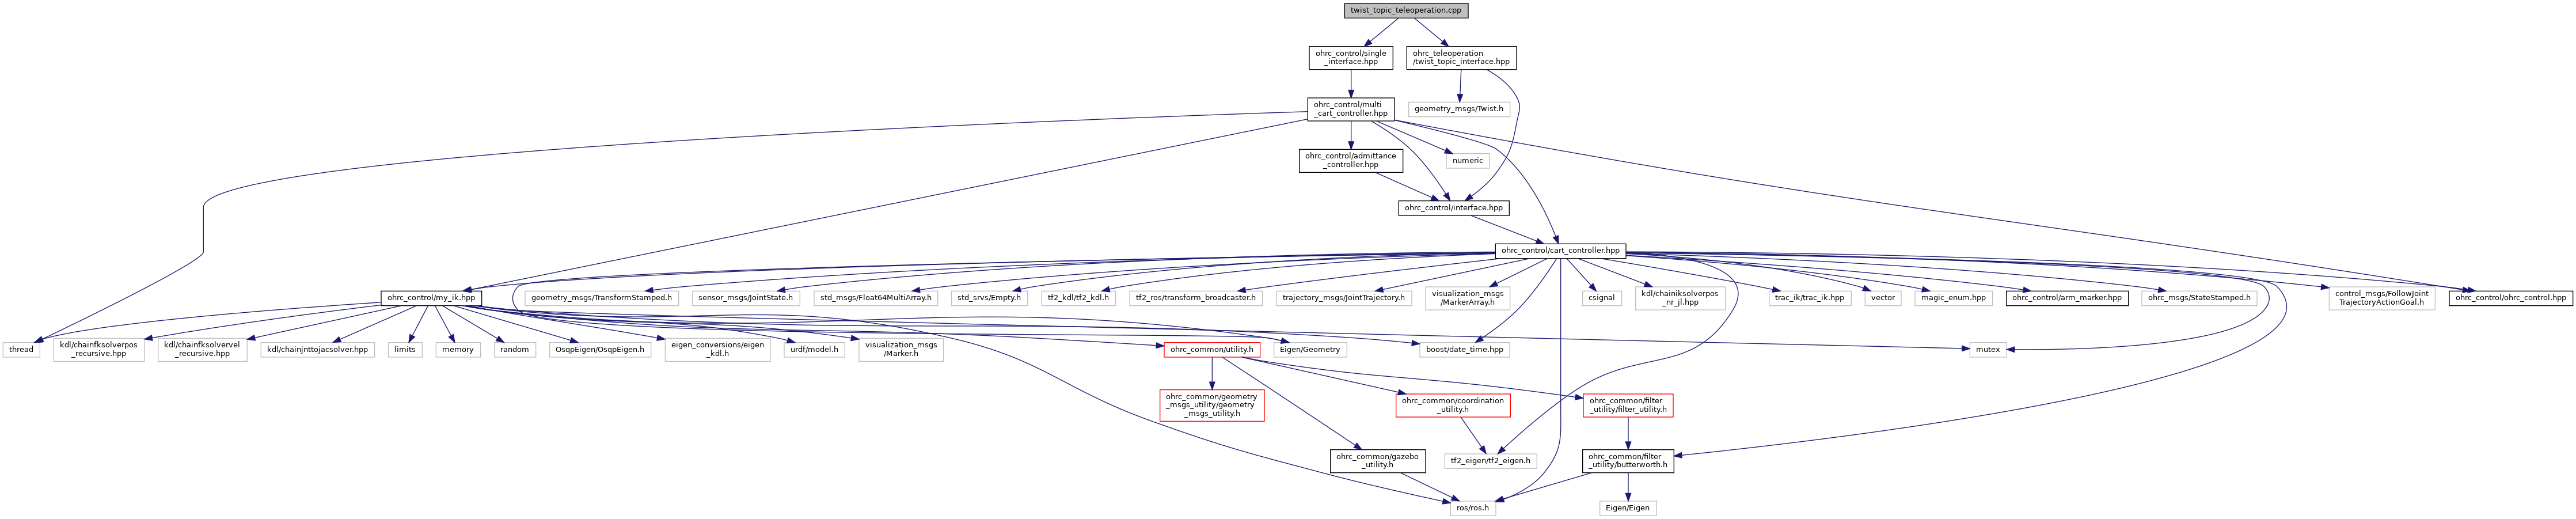 twist_topic_teleoperation.cpp
ohrc_control/single
_interface.hpp
ohrc_teleoperation
/twist_topic_interface.hpp
ohrc_control/multi
_cart_controller.hpp
geometry_msgs/Twist.h
ohrc_control/admittance
_controller.hpp
numeric
ohrc_control/interface.hpp
ohrc_control/cart_controller.hpp
ohrc_control/my_ik.hpp
geometry_msgs/TransformStamped.h
sensor_msgs/JointState.h
std_msgs/Float64MultiArray.h
std_srvs/Empty.h
tf2_kdl/tf2_kdl.h
tf2_ros/transform_broadcaster.h
trajectory_msgs/JointTrajectory.h
visualization_msgs
/MarkerArray.h
csignal
kdl/chainiksolverpos
_nr_jl.hpp
trac_ik/trac_ik.hpp
vector
magic_enum.hpp
ohrc_control/arm_marker.hpp
ohrc_msgs/StateStamped.h
control_msgs/FollowJoint
TrajectoryActionGoal.h
ohrc_control/ohrc_control.hpp
thread
kdl/chainfksolverpos
_recursive.hpp
kdl/chainfksolvervel
_recursive.hpp
kdl/chainjnttojacsolver.hpp
limits
memory
random
OsqpEigen/OsqpEigen.h
eigen_conversions/eigen
_kdl.h
urdf/model.h
visualization_msgs
/Marker.h
ohrc_common/utility.h
Eigen/Geometry
boost/date_time.hpp
mutex
ohrc_common/geometry
_msgs_utility/geometry
_msgs_utility.h
ohrc_common/coordination
_utility.h
ohrc_common/filter
_utility/filter_utility.h
ohrc_common/gazebo
_utility.h
tf2_eigen/tf2_eigen.h
ohrc_common/filter
_utility/butterworth.h
ros/ros.h
Eigen/Eigen